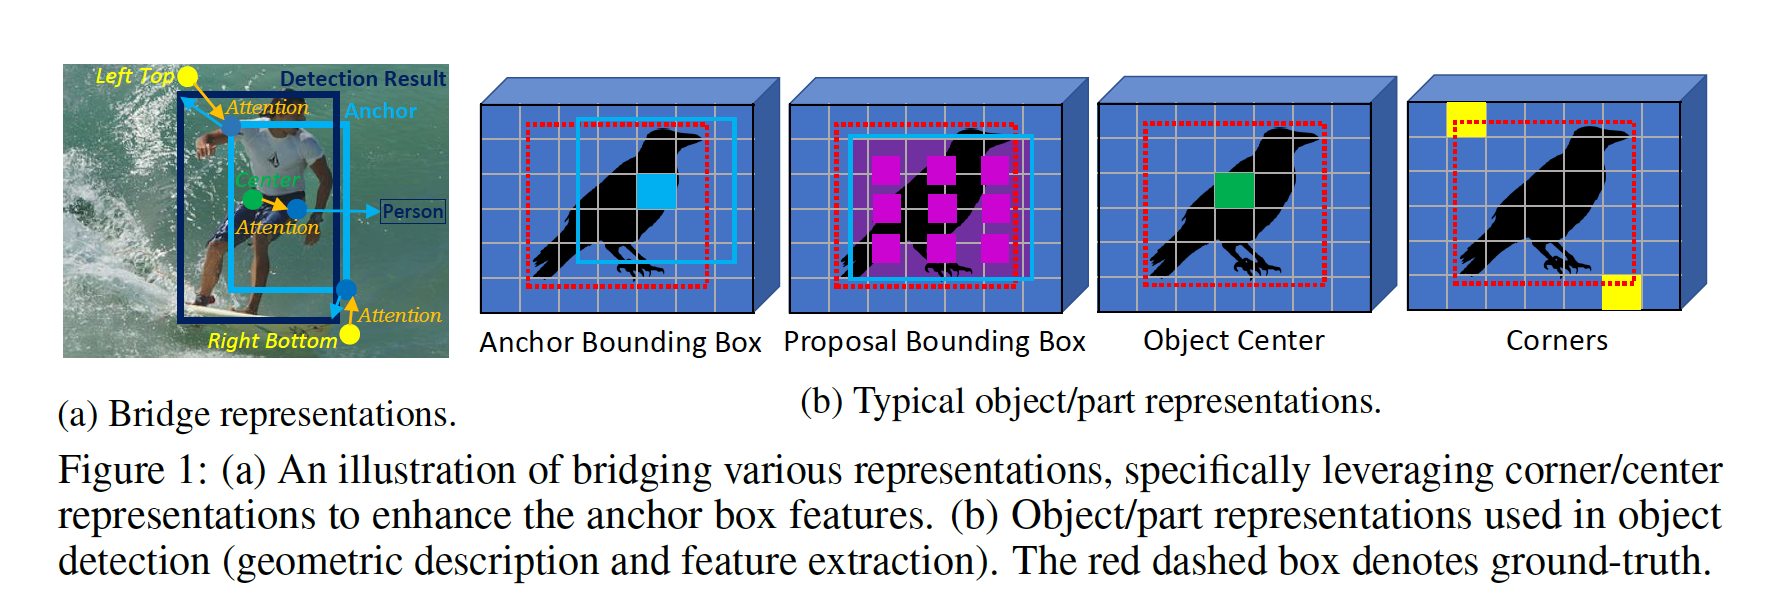 Left Top
Detection Result
Attention
Anchor
Center
Person
Attention
Attention
Right Bottom
Anchor Bounding Box
Proposal Bounding Box
Object Center
Corners
(a) Bridge representations.
(b) Typical object/part representations.
Figure 1: (a) An illustration of bridging various representations, specifically leveraging corner/center
representations to enhance the anchor box features. (b) Object/part representations used in object
detection (geometric description and feature extraction). The red dashed box denotes ground-truth.